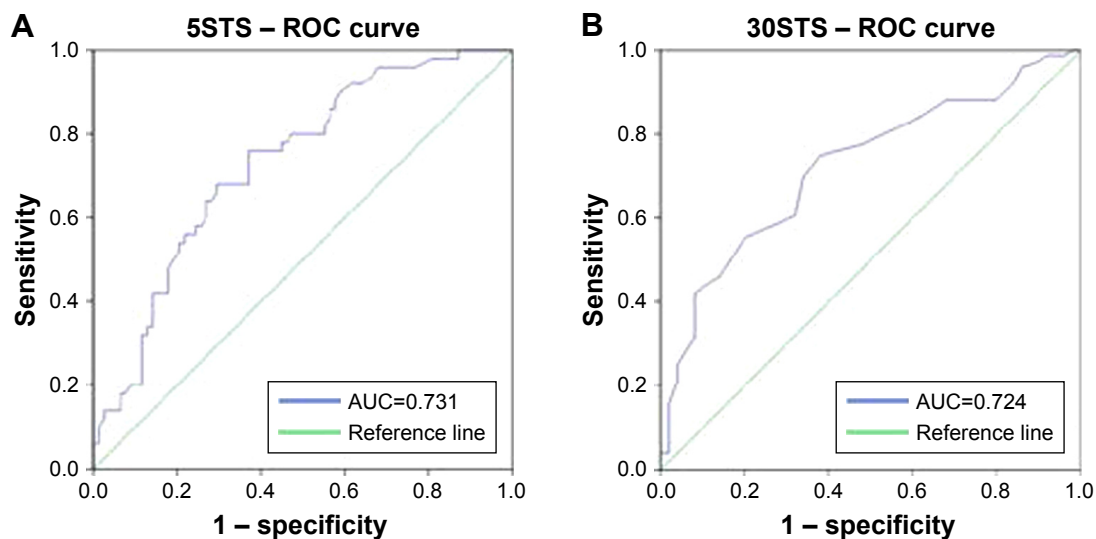 A
5STS – ROC curve
1.0
0.8
0.6
0.4
0.2
0.0
Sensitivity
AUC=0.731
Reference line
0.0 0.2 0.4 0.6 0.8 1.0
1 – specificity
B
30STS – ROC curve
1.0
0.8
0.6
0.4
0.2
0.0
Sensitivity
AUC=0.724
Reference line
0.0 0.2 0.4 0.6 0.8 1.0
1 – specificity